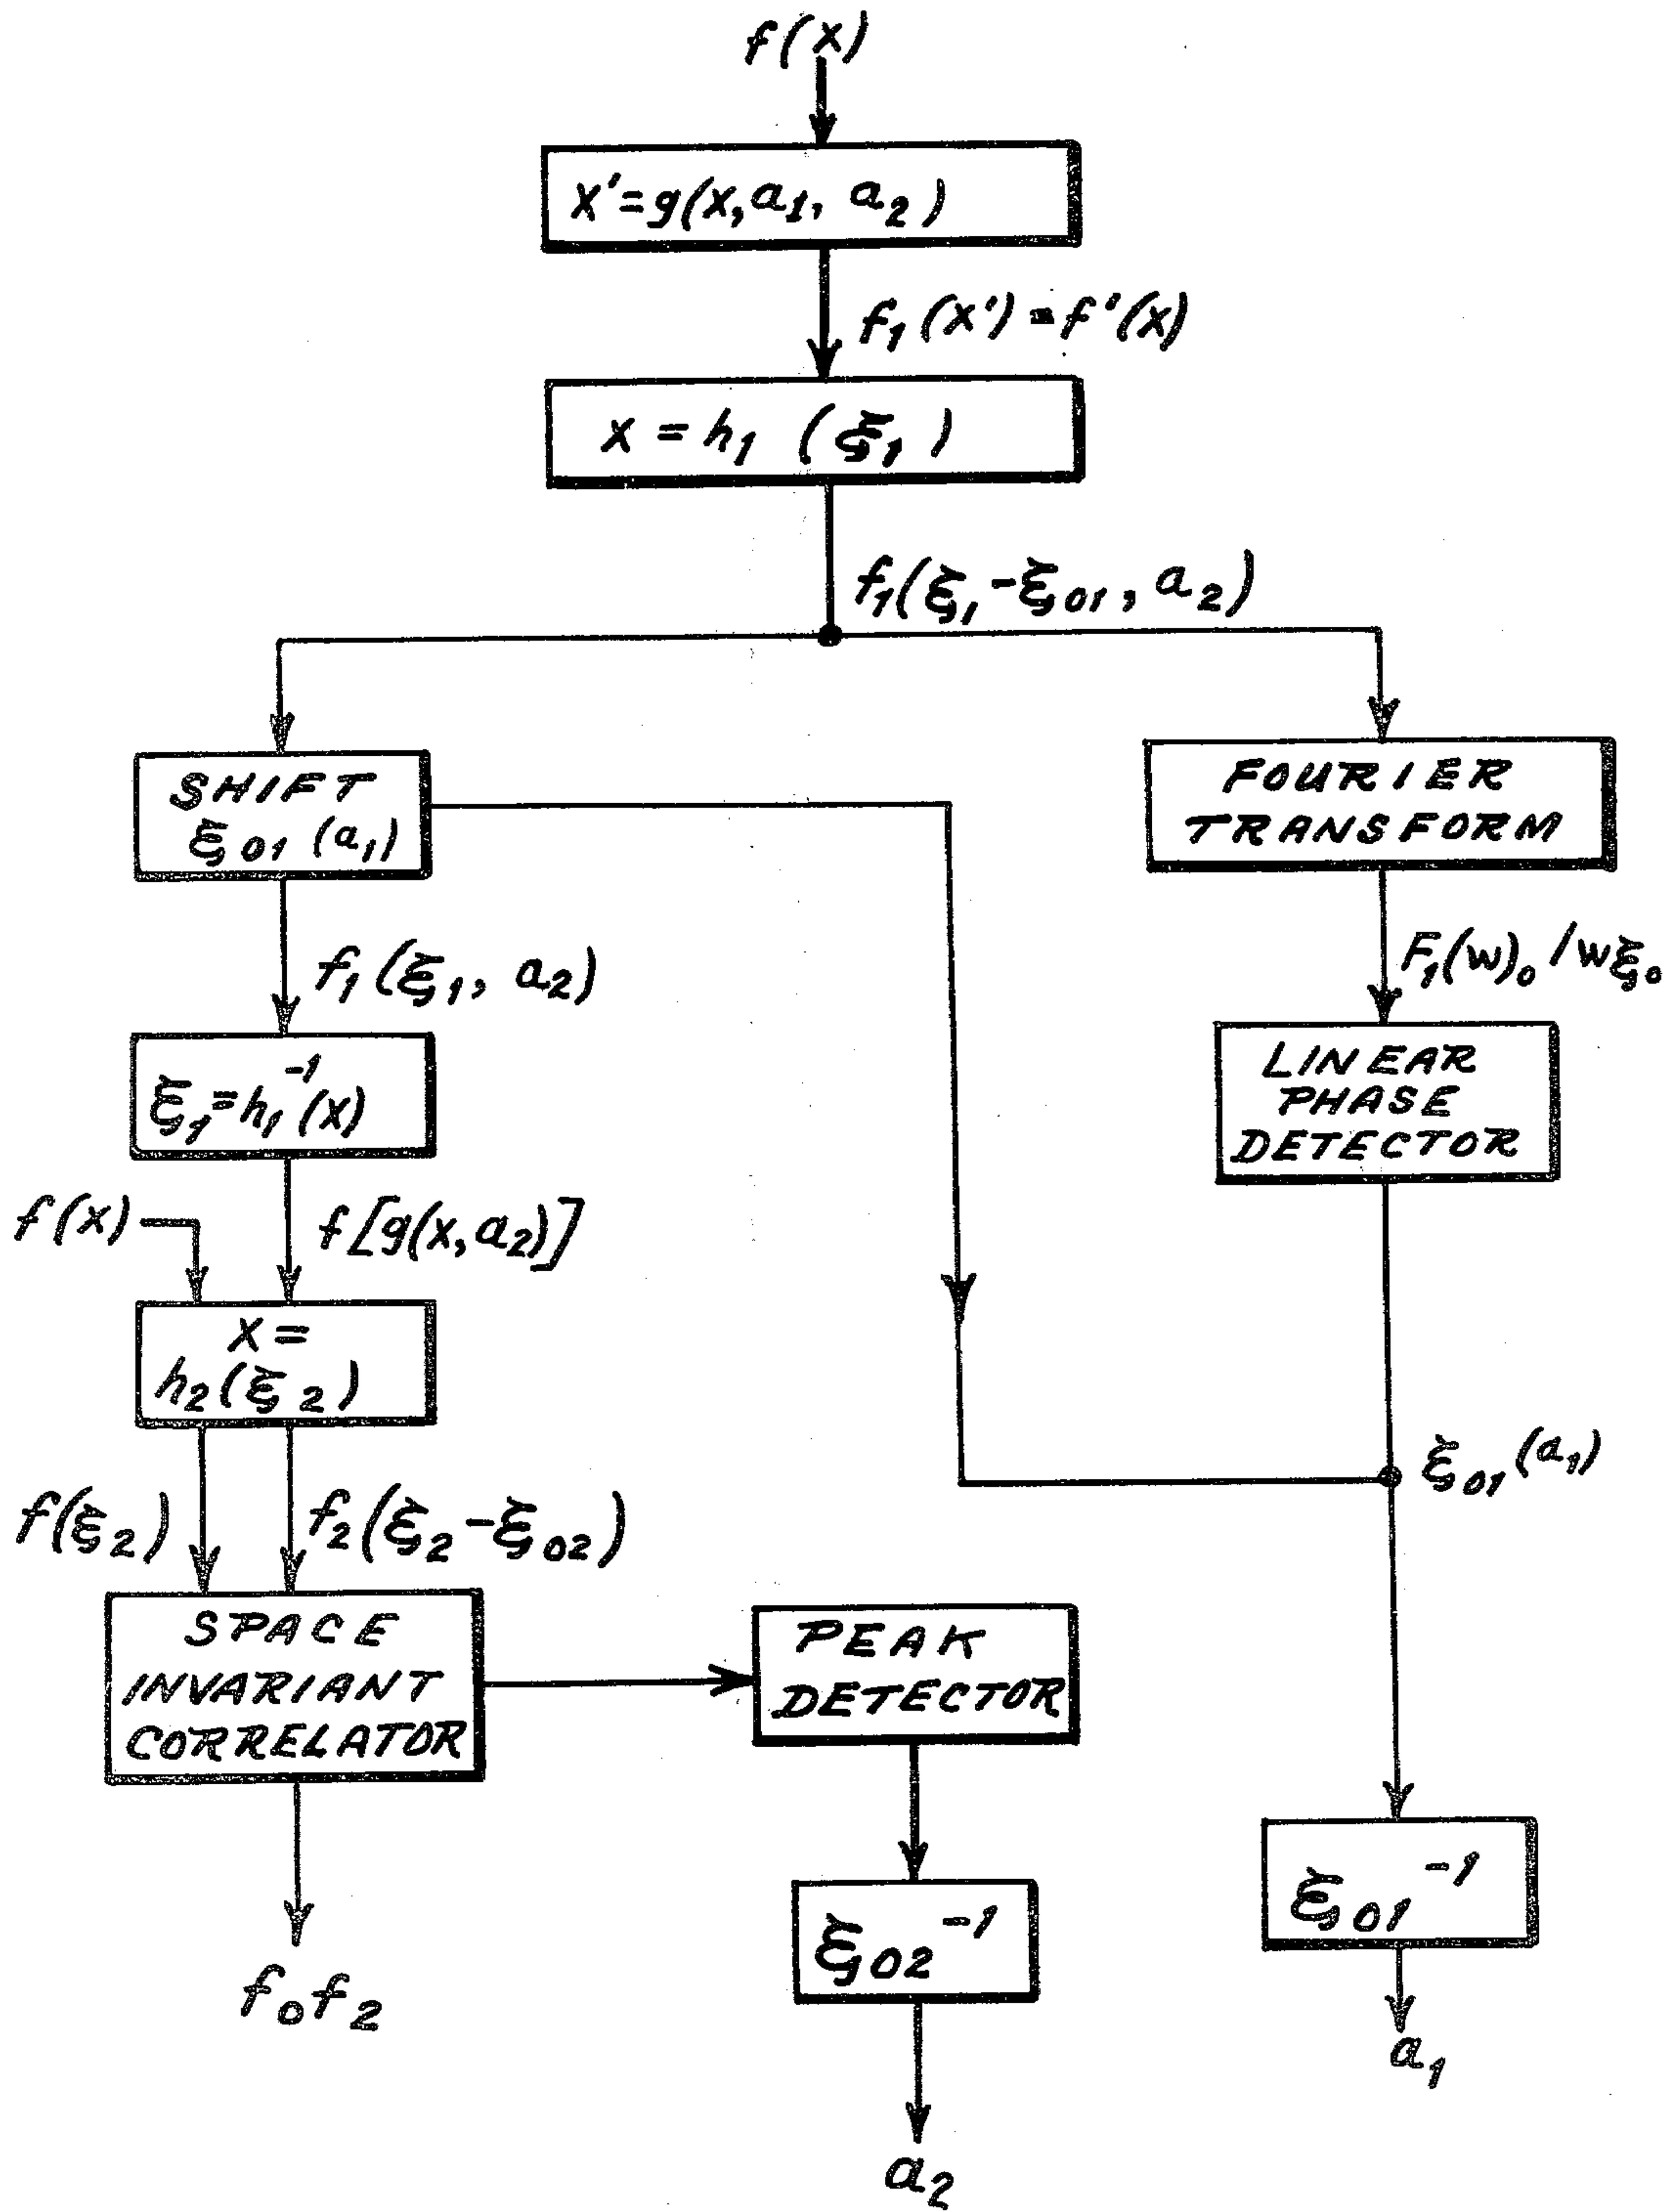 f(x)
x'=g(x,a₁, a₂)
f₁(x') = f'(x)
x = h₁ (ξ₁)
f₁(ξ₁-ξ₀₁, a₂)
SHIFT
ξ₀₁ (a₁)
FOURIER
TRANSFORM
f₁(ξ₁, a₂)
F₁(w)₀ /wξ₀
ξ₁=h₁⁻¹(x)
LINEAR
PHASE
DETECTOR
f(x)
f[g(x,a₂)]
x=
h₂(ξ₂)
ξ₀₁(a₁)
f(ξ₂)
f₂(ξ₂-ξ₀₂)
SPACE
INVARIANT
CORRELATOR
PEAK
DETECTOR
ξ₀₂⁻¹
ξ₀₁⁻¹
f₀f₂
a₂
a₁